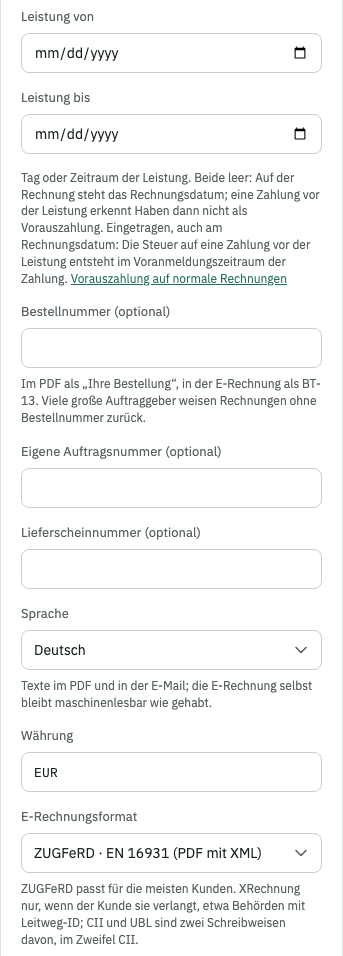 Leistung von
mm/dd/yyyy
Leistung bis
mm/dd/yyyy
Tag oder Zeitraum der Leistung. Beide leer: Auf der
Rechnung steht das Rechnungsdatum; eine Zahlung vor
der Leistung erkennt Haben dann nicht als
Vorauszahlung. Eingetragen, auch am
Rechnungsdatum: Die Steuer auf eine Zahlung vor der
Leistung entsteht im Voranmeldungszeitraum der
Zahlung. Vorauszahlung auf normale Rechnungen
Bestellnummer (optional)
Im PDF als „Ihre Bestellung“, in der E-Rechnung als BT-
13. Viele große Auftraggeber weisen Rechnungen ohne
Bestellnummer zurück.
Eigene Auftragsnummer (optional)
Lieferscheinnummer (optional)
Sprache
Deutsch
Texte im PDF und in der E-Mail; die E-Rechnung selbst
bleibt maschinenlesbar wie gehabt.
Währung
EUR
E-Rechnungsformat
ZUGFeRD · EN 16931 (PDF mit XML)
ZUGFeRD passt für die meisten Kunden. XRechnung
nur, wenn der Kunde sie verlangt, etwa Behörden mit
Leitweg-ID; CII und UBL sind zwei Schreibweisen
davon, im Zweifel CII.